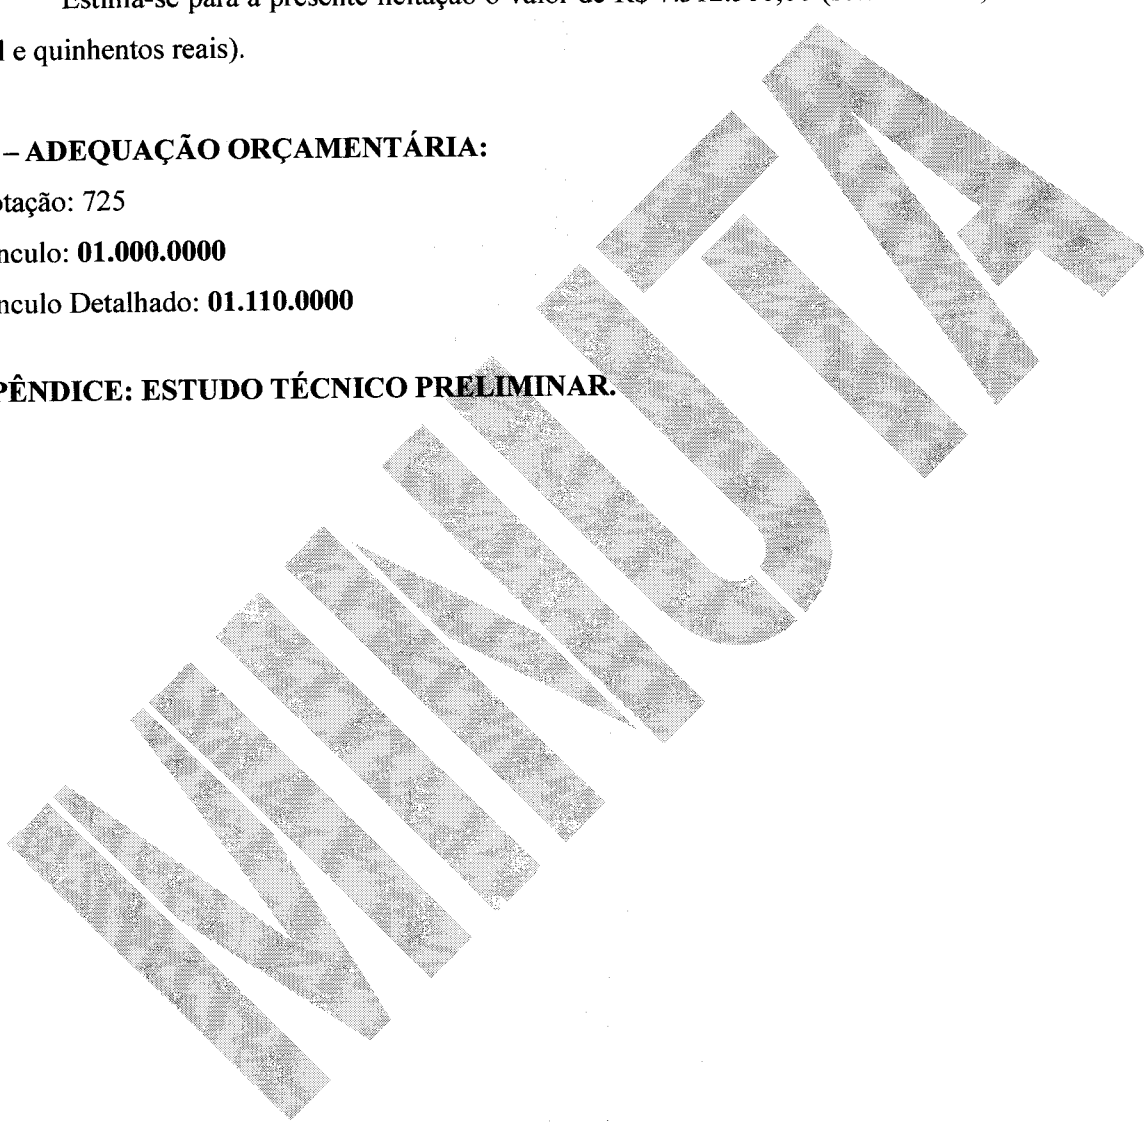 Estima-se para a presente licitação o valor de R$
l e quinhentos reais).
– ADEQUAÇÃO ORÇAMENTÁRIA:
otação: 725
nculo: 01.000.0000
nculo Detalhado: 01.110.0000
PÊNDICE: ESTUDO TÉCNICO PRELIMINAR.
MINUTA